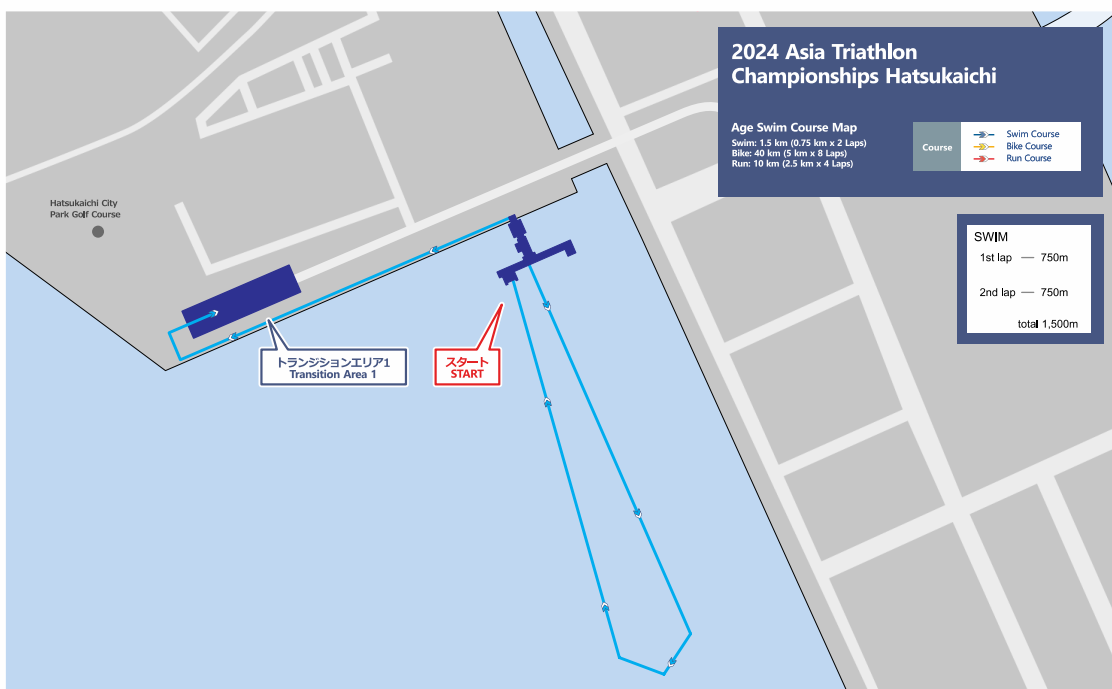 2024 Asia Triathlon
Championships Hatsukaichi
Age Swim Course Map
Swim: 1.5 km (0.75 km x 2 Laps)
Bike: 40 km (5 km x 8 Laps)
Run: 10 km (2.5 km x 4 Laps)
Course
Swim Course
Bike Course
Run Course
Hatsukaichi City
Park Golf Course
SWIM
1st lap — 750m
2nd lap — 750m
total 1,500m
トランジションエリア1
Transition Area 1
スタート
START